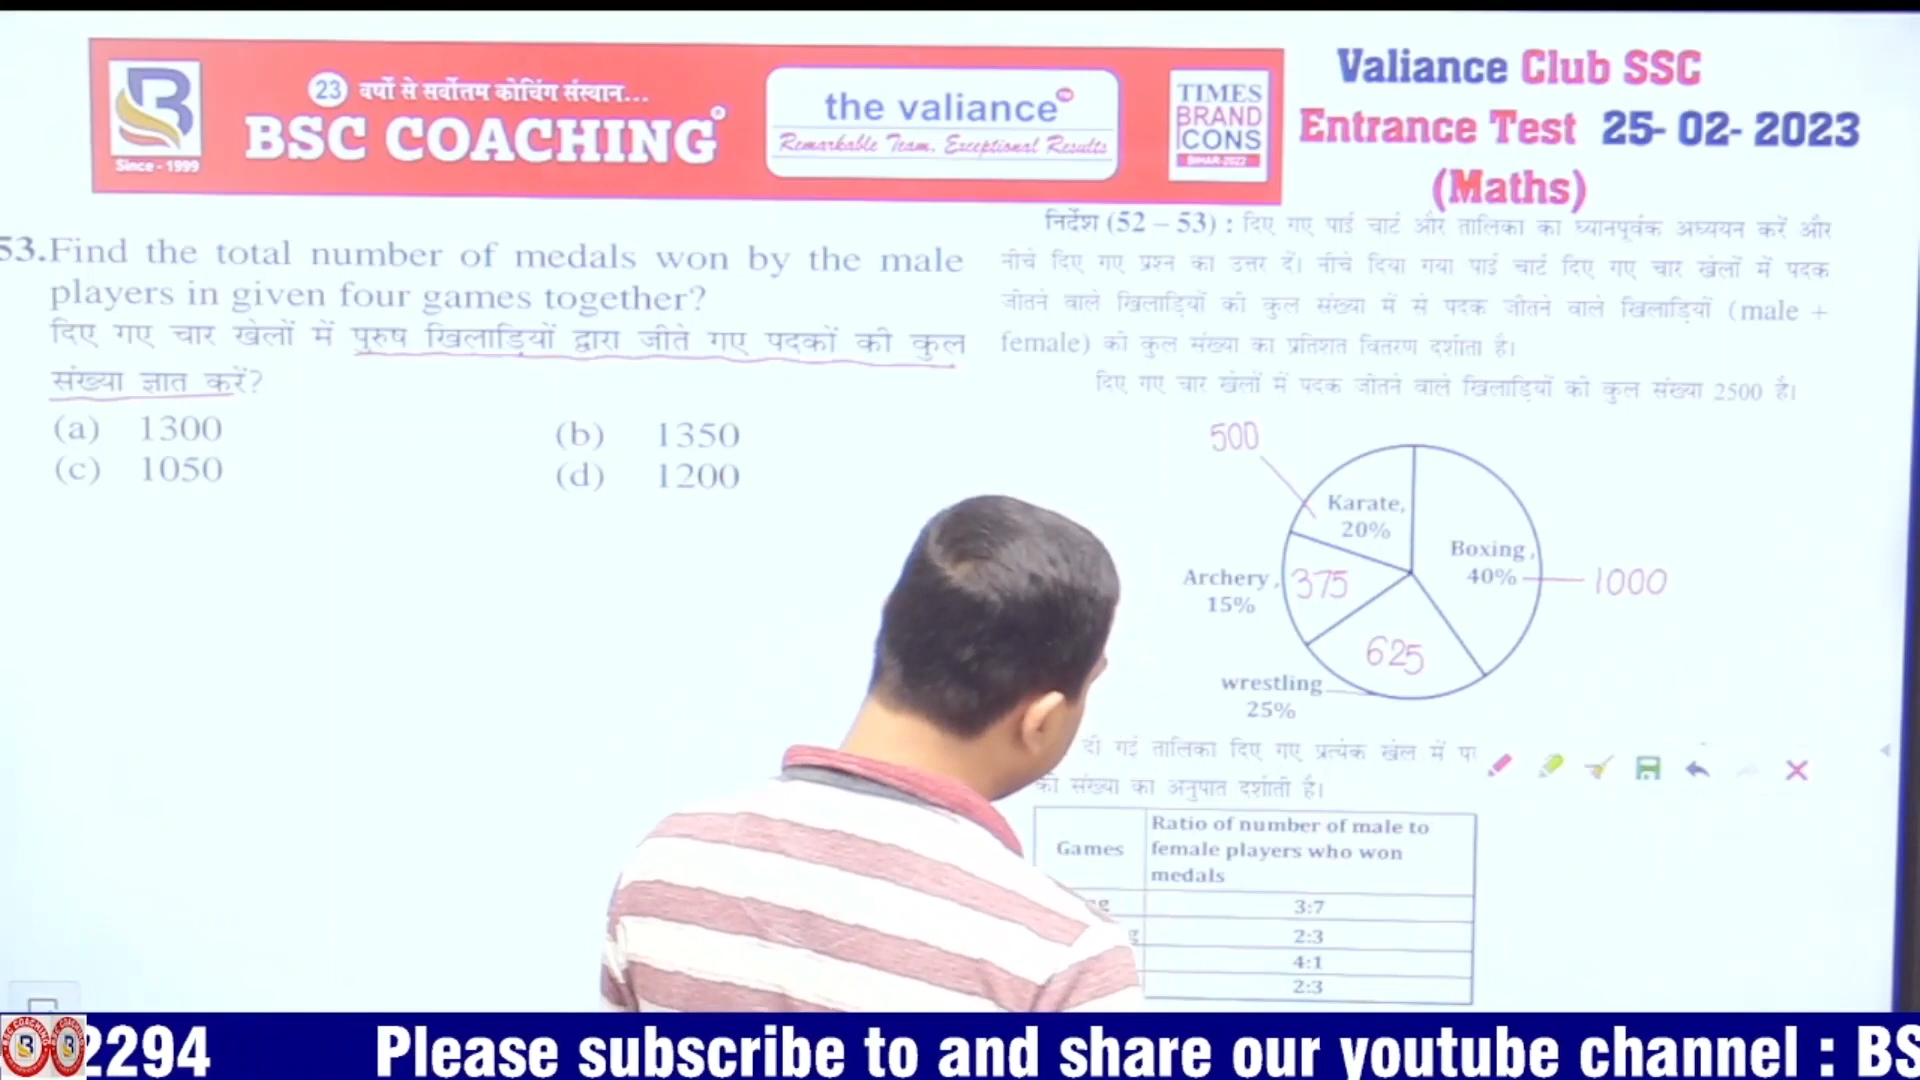 23 वर्षो से सर्वोतम कोचिंग संस्थान...
BSC COACHING
Since - 1999
the valiance
Remarkable Team, Exceptional Results
TIMES
BRAND
ICONS
BIHAR-2022
Valiance Club SSC
Entrance Test 25- 02- 2023
(Maths)
53.Find the total number of medals won by the male
players in given four games together?
दिए गए चार खेलों में पुरुष खिलाड़ियों द्वारा जीते गए पदकों की कुल
संख्या ज्ञात करें?
(a) 1300
(b) 1350
(c) 1050
(d) 1200
निर्देश (52 – 53) : दिए गए पाई चार्ट और तालिका का ध्यानपूर्वक अध्ययन करें और
नीचे दिए गए प्रश्न का उत्तर दें। नीचे दिया गया पाई चार्ट दिए गए चार खेलों में पदक
जीतने वाले खिलाड़ियों की कुल संख्या में से पदक जीतने वाले खिलाड़ियों (male +
female) की कुल संख्या का प्रतिशत वितरण दर्शाता है।
दिए गए चार खेलों में पदक जीतने वाले खिलाड़ियों की कुल संख्या 2500 है।
500
Karate,
20%
Boxing,
40%
1000
Archery,
15%
375
625
wrestling
25%
दी गई तालिका दिए गए प्रत्येक खेल में
की संख्या का अनुपात दर्शाती है।
Games
Ratio of number of male to
female players who won
medals
3:7
2:3
4:1
2:3
2294 Please subscribe to and share our youtube channel : BS